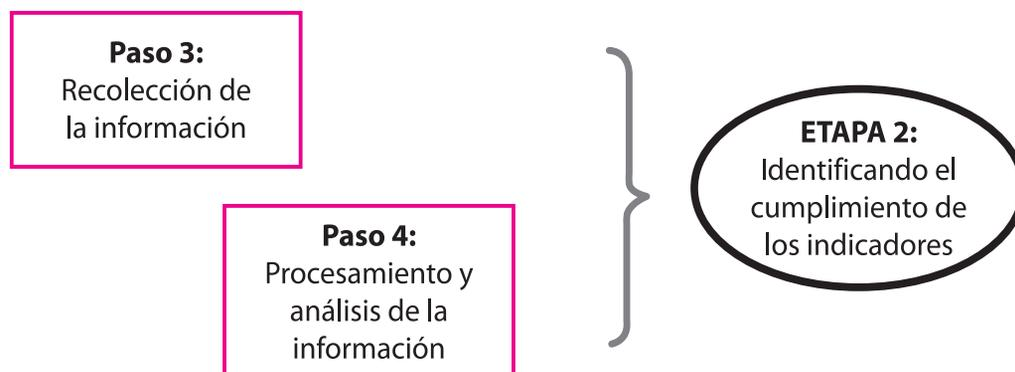 Paso 3:
Recolección de
la información
Paso 4:
Procesamiento y
análisis de la
información
ETAPA 2:
Identificando el
cumplimiento de
los indicadores